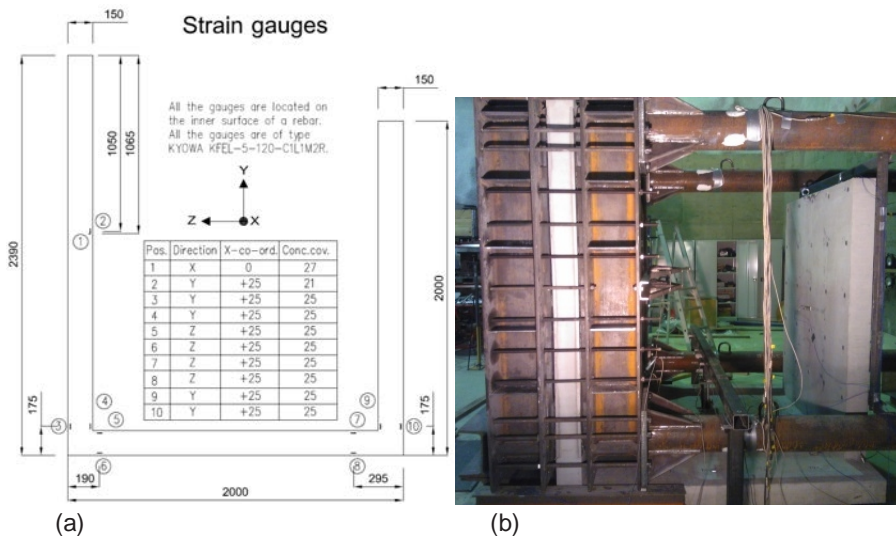 Strain gauges
150
150
All the gauges are located on
the inner surface of a rebar.
All the gauges are of type
KYOWA KFEL-5-120-C1L1M2R.
1050
1065
Y
Z
X
2
1
2390
2000
Pos. Direction X-co-ord. Conc.cov.
1 X 0 27
2 Y +25 21
3 Y +25 25
4 Y +25 25
5 Z +25 25
6 Z +25 25
7 Z +25 25
8 Z +25 25
9 Y +25 25
10 Y +25 25
175
3
4
5
9
7
10
175
6
8
190
2000
295
(a)
(b)